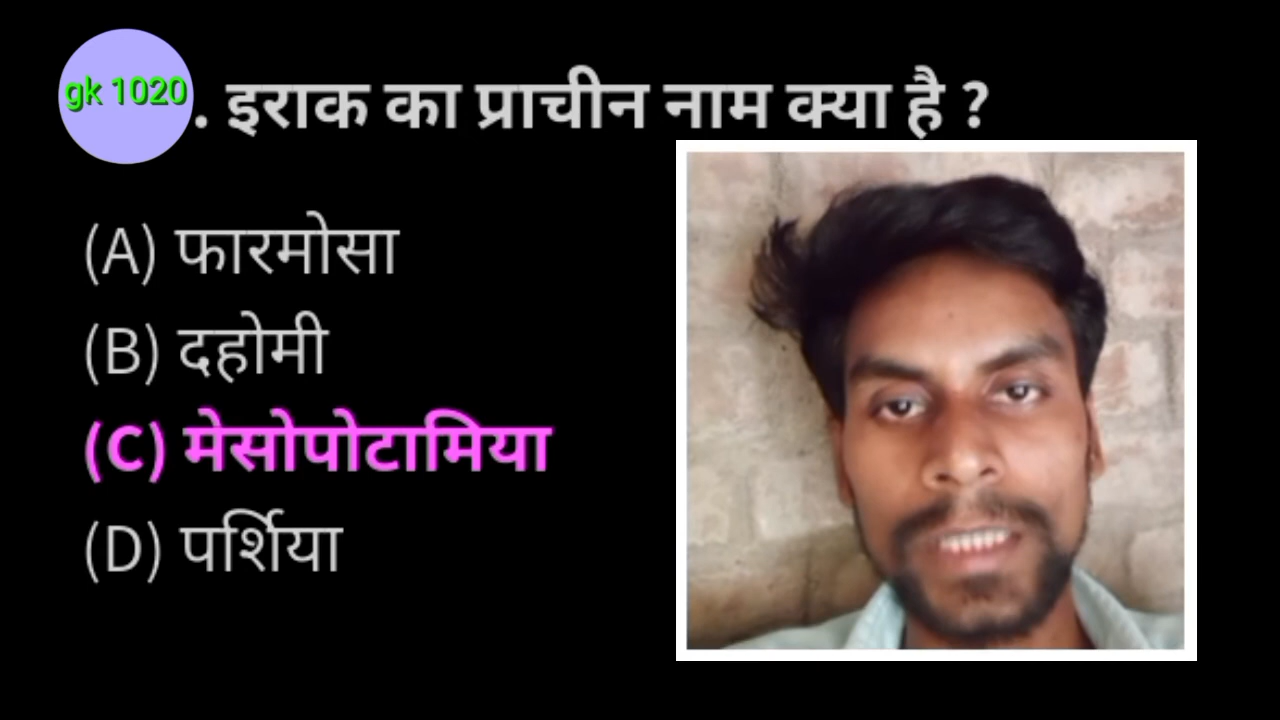 gk 1020 . इराक का प्राचीन नाम क्या है ?
(A) फारमोसा
(B) दहोमी
(C) मेसोपोटामिया
(D) पर्शिया